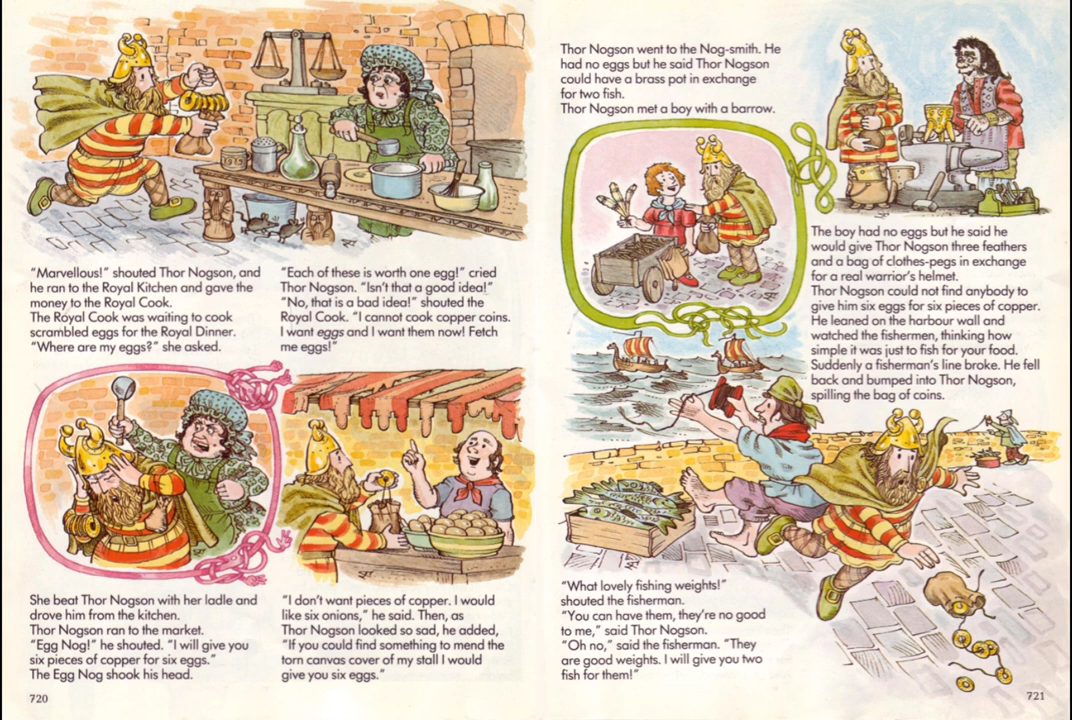 “Marvellous!” shouted Thor Nogson, and
he ran to the Royal Kitchen and gave the
money to the Royal Cook.
The Royal Cook was waiting to cook
scrambled eggs for the Royal Dinner.
“Where are my eggs?” she asked.
“Each of these is worth one egg!” cried
Thor Nogson. “Isn’t that a good idea!”
“No, that is a bad idea!” shouted the
Royal Cook. “I cannot cook copper coins.
I want eggs and I want them now! Fetch
me eggs!”
She beat Thor Nogson with her ladle and
drove him from the kitchen.
Thor Nogson ran to the market.
“Egg Nog!” he shouted. “I will give you
six pieces of copper for six eggs.”
The Egg Nog shook his head.
“I don’t want pieces of copper. I would
like six onions,” he said. Then, as
Thor Nogson looked so sad, he added,
“If you could find something to mend the
torn canvas cover of my stall I would
give you six eggs.”
720
Thor Nogson went to the Nog-smith. He
had no eggs but he said Thor Nogson
could have a brass pot in exchange
for two fish.
Thor Nogson met a boy with a barrow.
The boy had no eggs but he said he
would give Thor Nogson three feathers
and a bag of clothes-pegs in exchange
for a real warrior’s helmet.
Thor Nogson could not find anybody to
give him six eggs for six pieces of copper.
He leaned on the harbour wall and
watched the fishermen, thinking how
simple it was just to fish for your food.
Suddenly a fisherman’s line broke. He fell
back and bumped into Thor Nogson,
spilling the bag of coins.
“What lovely fishing weights!”
shouted the fisherman.
“You can have them, they’re no good
to me,” said Thor Nogson.
“Oh no,” said the fisherman. “They
are good weights. I will give you two
fish for them!”
721